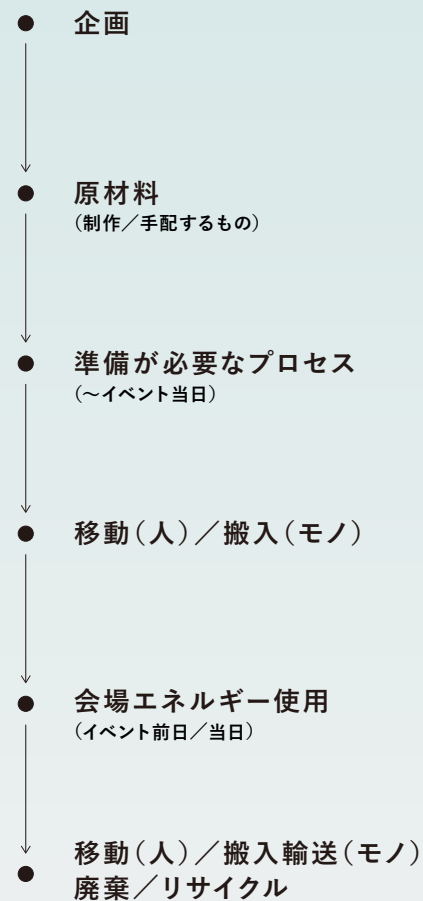 企画
原材料
（制作／手配するもの）
準備が必要なプロセス
（〜イベント当日）
移動（人）／搬入（モノ）
会場エネルギー使用
（イベント前日／当日）
移動（人）／搬入輸送（モノ）
廃棄／リサイクル